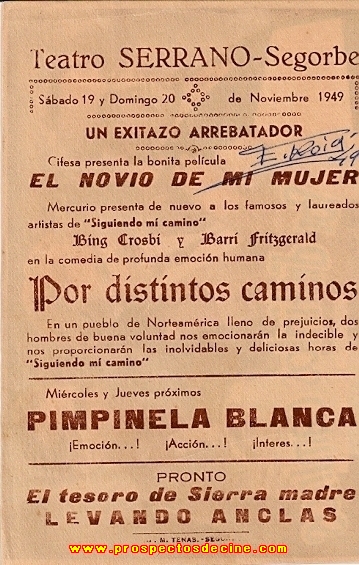 Teatro SERRANO-Segorbe
Sábado 19 y Domingo 20 de Noviembre 1949
UN EXITAZO ARREBATADOR
Cifesa presenta la bonita película
EL NOVIO DE MI MUJER
Mercurio presenta de nuevo a los famosos y laureados
artistas de "Siguiendo mi camino"
Bing Crosbi y Barri Fritzgerald
en la comedia de profunda emoción humana
Por distintos caminos
En un pueblo de Norteamérica lleno de prejuicios, dos
hombres de buena voluntad nos emocionarán la indecible y
nos proporcionarán las inolvidables y deliciosas horas de
"Siguiendo mi camino"
Miércoles y Jueves próximos
PIMPINELA BLANCA
¡Emoción...! ¡Acción...! ¡Interes...!
PRONTO
El tesoro de Sierra madre
LEVANDO ANCLAS
M. TENAS.
www.prospectosdecine.com